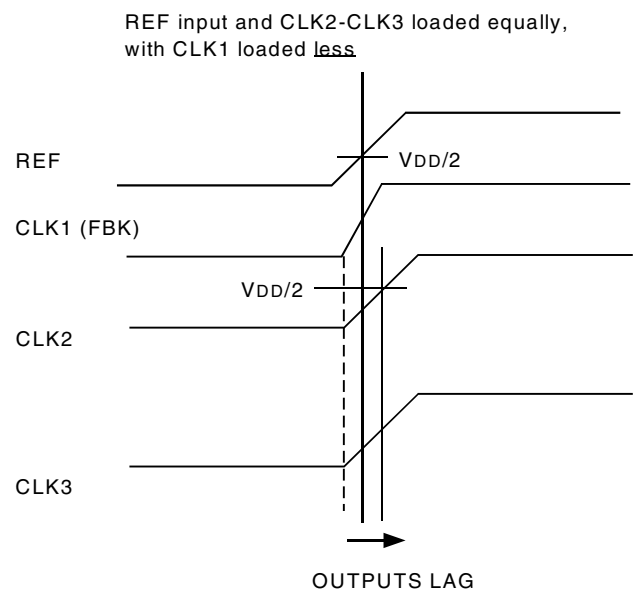 REF input and CLK2-CLK3 loaded equally,
with CLK1 loaded less
REF
VDD/2
CLK1 (FBK)
VDD/2
CLK2
CLK3
OUTPUTS LAG